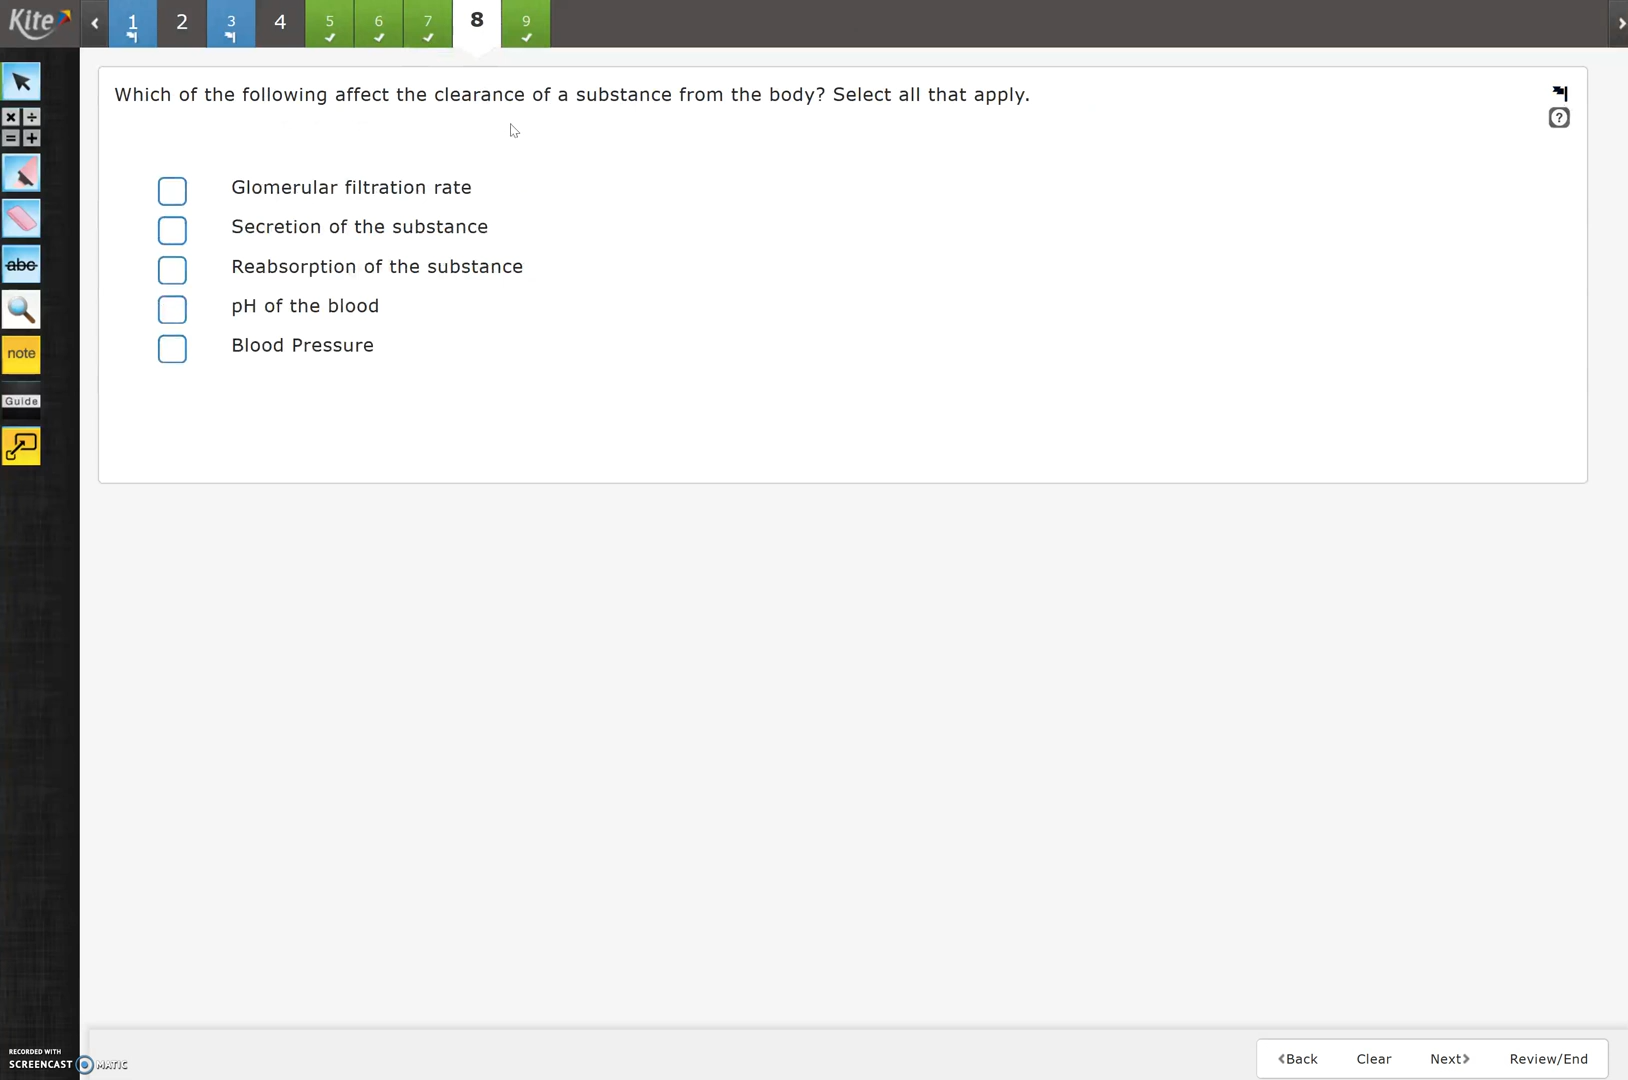 Kite
1
2
3
4
5
6
7
8
9
Which of the following affect the clearance of a substance from the body? Select all that apply.
Glomerular filtration rate
Secretion of the substance
Reabsorption of the substance
pH of the blood
Blood Pressure
abc
note
Guide
RECORDED WITH
SCREENCAST MATIC
Back Clear Next Review/End